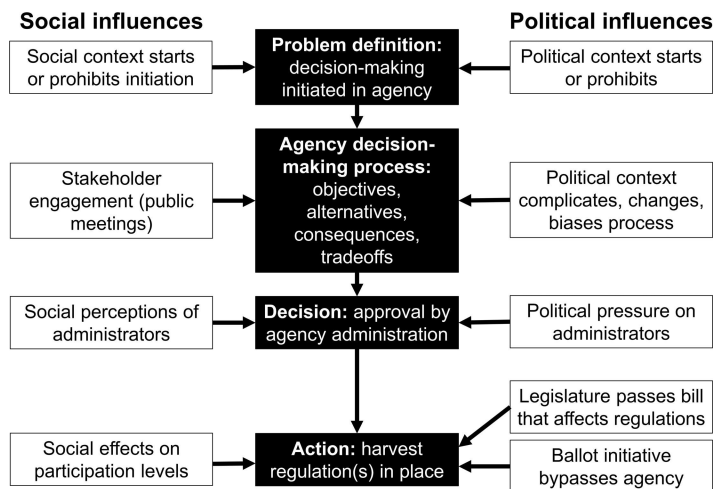 Social influences
Political influences
Social context starts
or prohibits initiation
Problem definition:
decision-making
initiated in agency
Political context starts
or prohibits
Stakeholder
engagement (public
meetings)
Agency decision-
making process:
objectives,
alternatives,
consequences,
tradeoffs
Political context
complicates, changes,
biases process
Social perceptions of
administrators
Decision: approval by
agency administration
Political pressure on
administrators
Legislature passes bill
that affects regulations
Social effects on
participation levels
Action: harvest
regulation(s) in place
Ballot initiative
bypasses agency